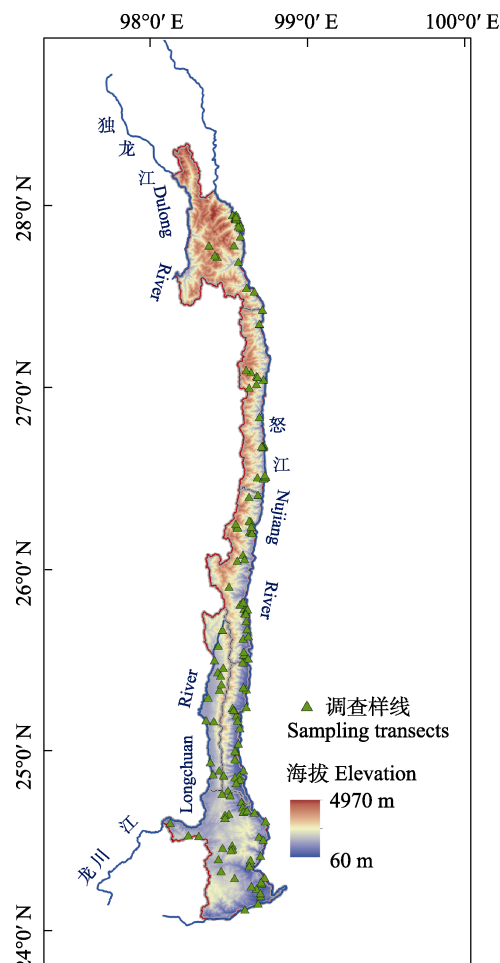 98°0′ E
99°0′ E
100°0′ E
28°0′ N
27°0′ N
26°0′ N
25°0′ N
24°0′ N
独龙江
Dulong River
怒江
Nujiang River
Longchuan River
龙川江
调查样线
Sampling transects
海拔 Elevation
4970 m
60 m